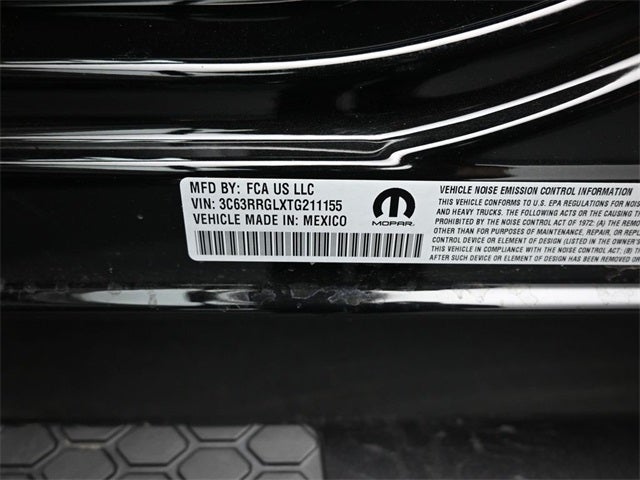 MFD BY: FCA US LLC
VIN: 3C63RRGLXTG211155
VEHICLE MADE IN: MEXICO
MOPAR
VEHICLE NOISE EMISSION CONTROL INFORMATION
THIS VEHICLE CONFORMS TO U.S. EPA REGULATIONS
AND HEAVY TRUCKS. THE FOLLOWING ACTS OR THE CAUSING
NOISE CONTROL ACT OF 1972: (A) THE REMO
OTHER THAN FOR PURPOSES OF MAINTENANCE, REPAIR, OR REPL
CONTROL DEVICE OR ELEMENT OF DESIGN (LISTED IN THE OWNER'S
THIS VEHICLE IN COMPLIANCE WITH THE NOISE CONTROL ACT; (B) TH
AFTER SUCH DEVICE OR ELEMENT OF DESIGN HAS BEEN REMOVED OR